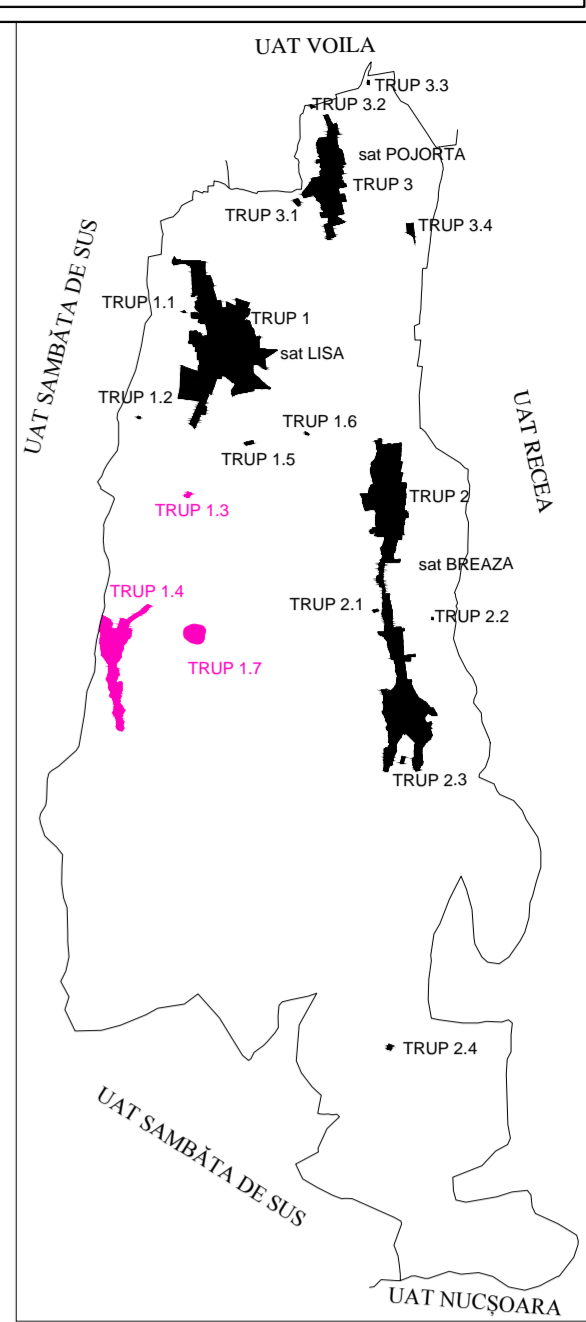 UAT VOILA
TRUP 3.3
TRUP 3.2
sat POJORTA
TRUP 3
TRUP 3.1
TRUP 3.4
UAT SAMBĂTA DE SUS
TRUP 1.1
TRUP 1
sat LISA
TRUP 1.2
TRUP 1.6
TRUP 1.5
UAT RECEA
TRUP 2
TRUP 1.3
sat BREAZA
TRUP 1.4
TRUP 2.1
TRUP 2.2
TRUP 1.7
TRUP 2.3
TRUP 2.4
UAT SAMBĂTA DE SUS
UAT NUCȘOARA